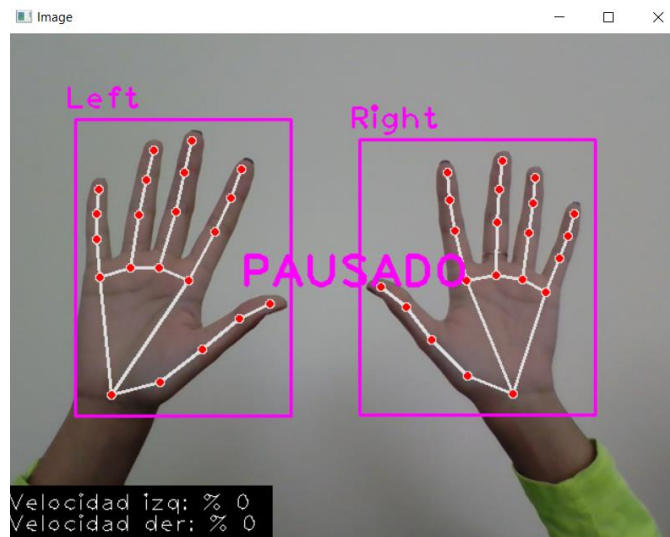 Image
Left
Right
PAUSADO
Velocidad izq: % 0
Velocidad der: % 0